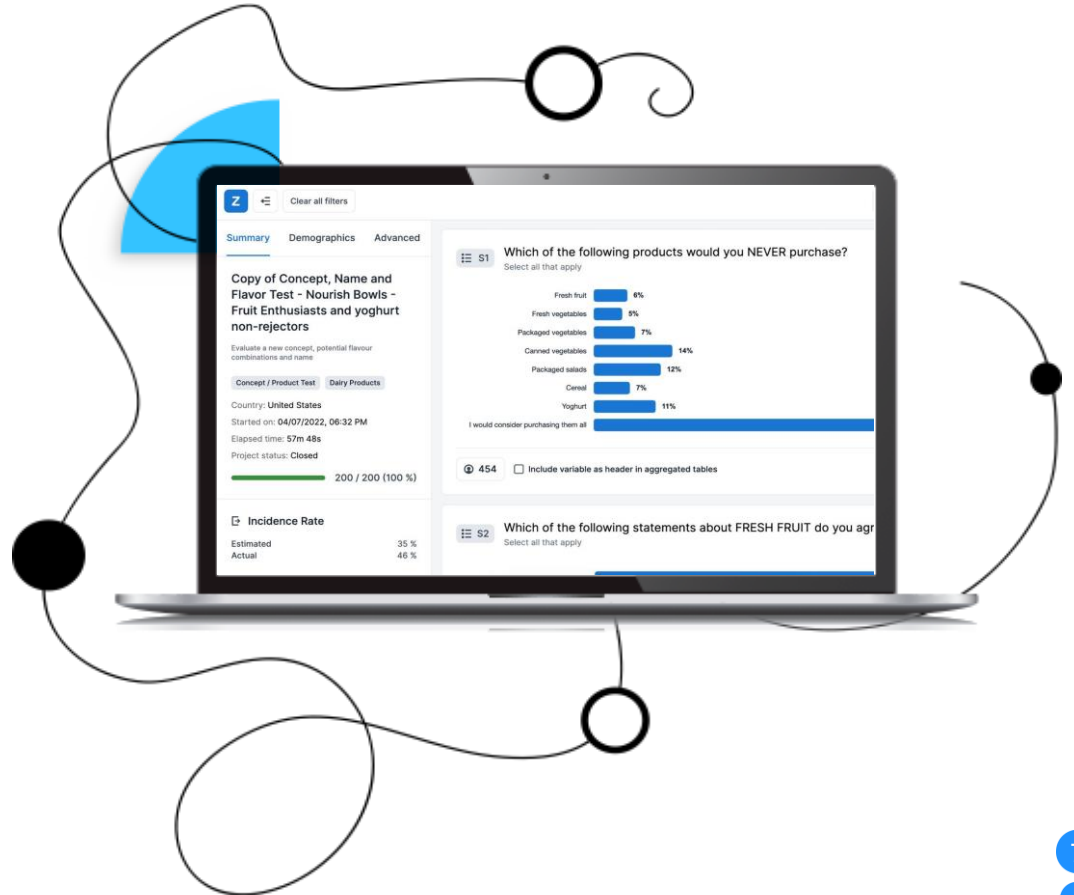 Z
Clear all filters
Summary Demographics Advanced
Copy of Concept, Name and
Flavor Test - Nourish Bowls -
Fruit Enthusiasts and yoghurt
non-rejectors
Evaluate a new concept, potential flavour
combinations and name
Concept / Product Test Dairy Products
Country: United States
Started on: 04/07/2022, 06:32 PM
Elapsed time: 57m 48s
Project status: Closed
200 / 200 (100 %)
Incidence Rate
Estimated 35 %
Actual 46 %
S1 Which of the following products would you NEVER purchase?
Select all that apply
Fresh fruit 6%
Fresh vegetables 5%
Packaged vegetables 7%
Canned vegetables 14%
Packaged salads 12%
Cereal 7%
Yoghurt 11%
I would consider purchasing them all
454 Include variable as header in aggregated tables
S2 Which of the following statements about FRESH FRUIT do you agr
Select all that apply